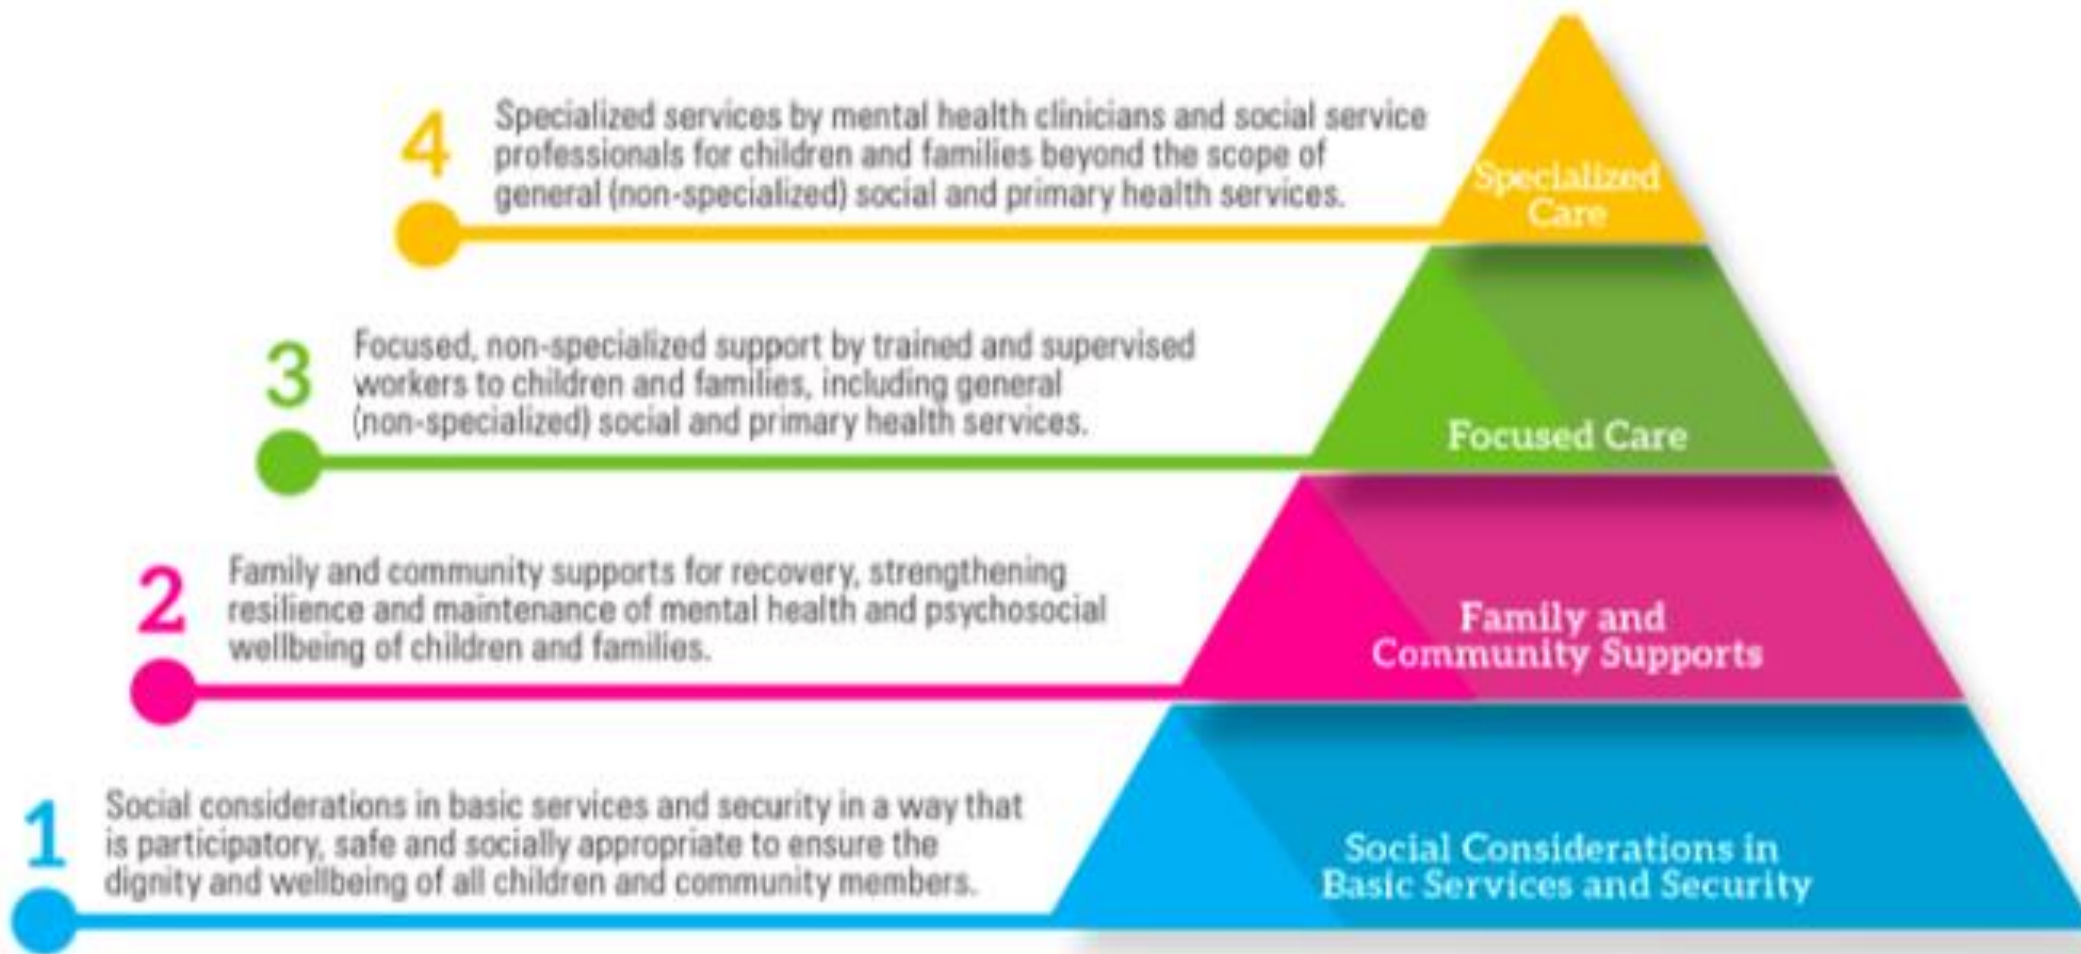 4
Specialized services by mental health clinicians and social service
professionals for children and families beyond the scope of
general (non-specialized) social and primary health services.
Specialized
Care
3
Focused, non-specialized support by trained and supervised
workers to children and families, including general
(non-specialized) social and primary health services.
Focused Care
2
Family and community supports for recovery, strengthening
resilience and maintenance of mental health and psychosocial
wellbeing of children and families.
Family and
Community Supports
1
Social considerations in basic services and security in a way that
is participatory, safe and socially appropriate to ensure the
dignity and wellbeing of all children and community members.
Social Considerations in
Basic Services and Security